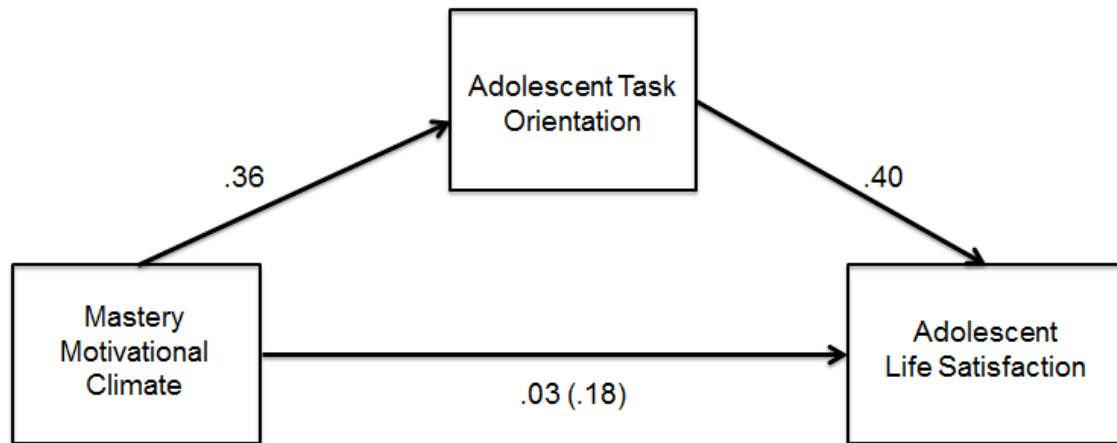 Adolescent Task
Orientation
.36
.40
Mastery
Motivational
Climate
Adolescent
Life Satisfaction
.03 (.18)